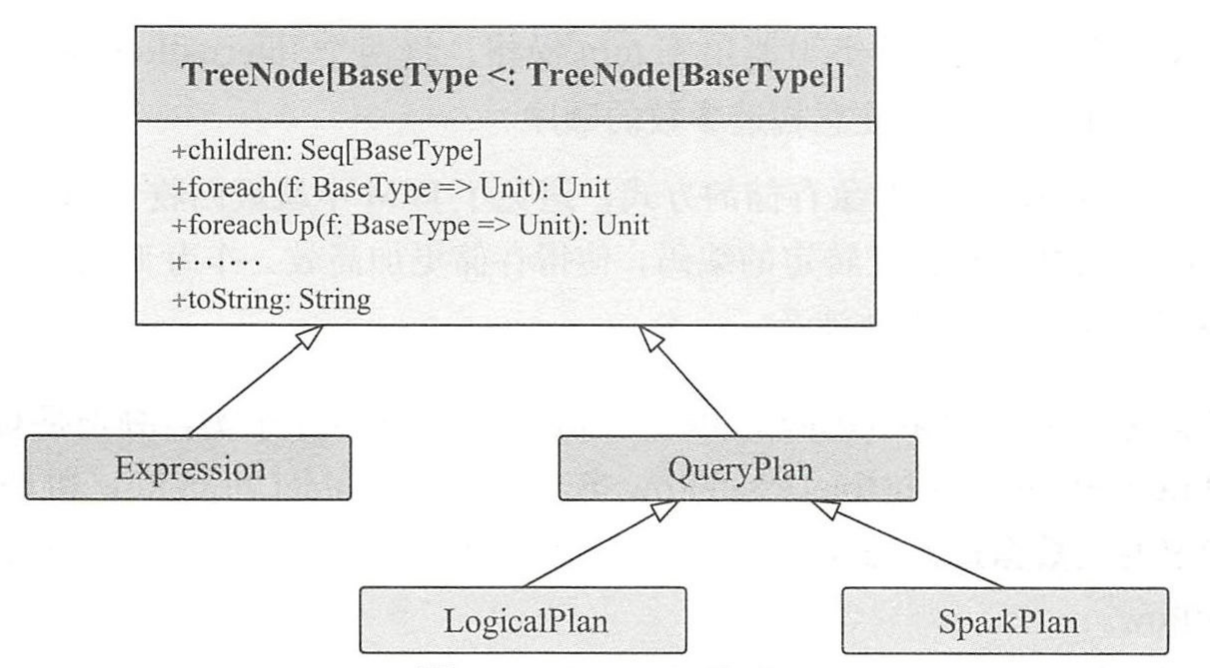 TreeNode[BaseType <: TreeNode[BaseType]]
+children: Seq[BaseType]
+foreach(f: BaseType => Unit): Unit
+foreachUp(f: BaseType => Unit): Unit
+······
+toString: String
Expression
QueryPlan
LogicalPlan
SparkPlan